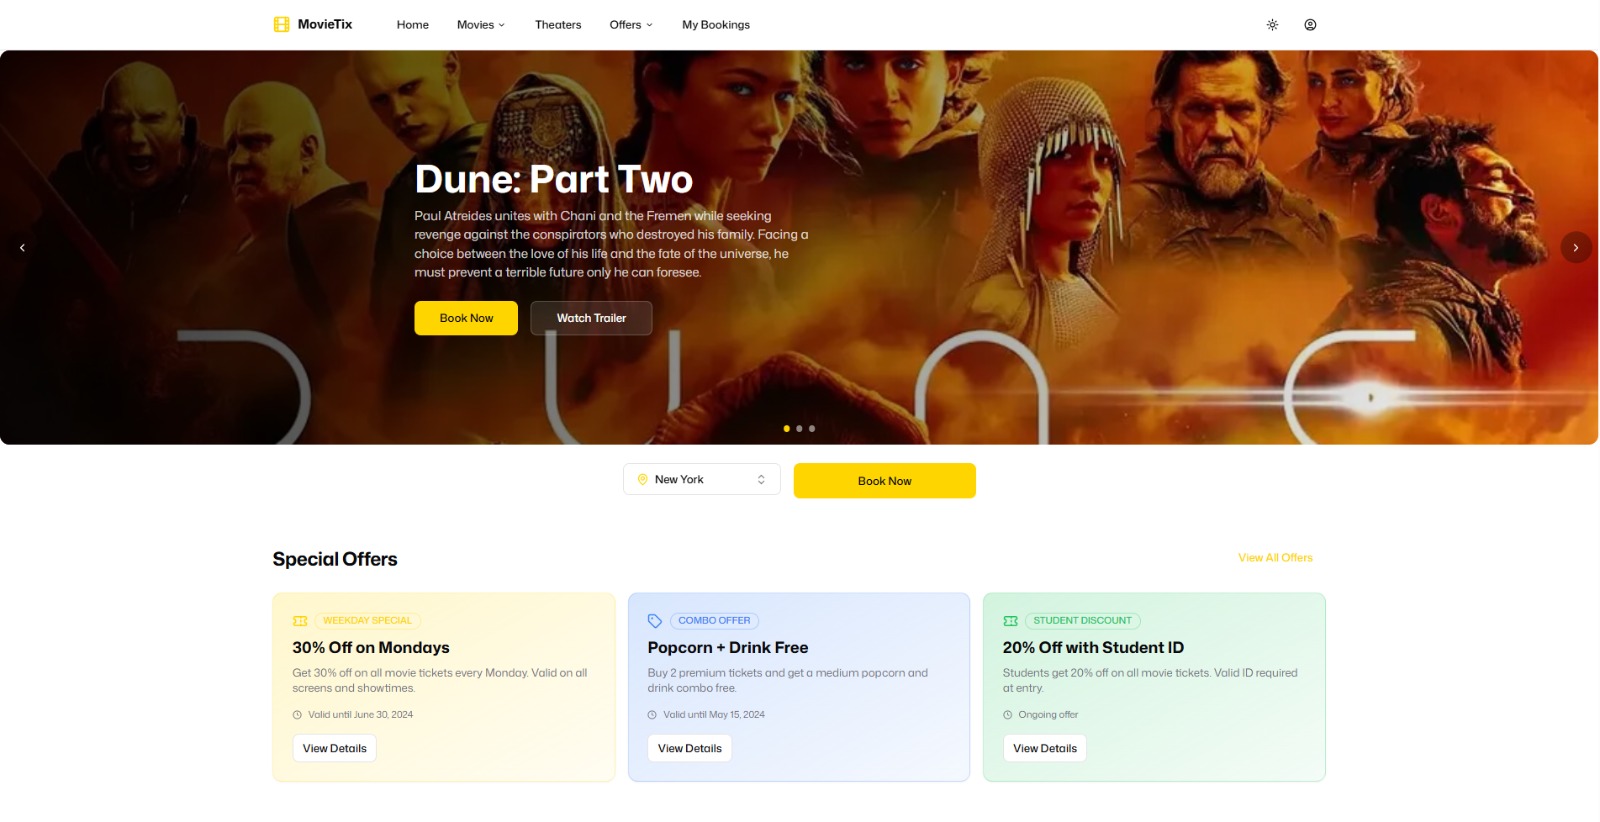 MovieTix
Home
Movies
Theaters
Offers
My Bookings
Dune: Part Two
Paul Atreides unites with Chani and the Fremen while seeking
revenge against the conspirators who destroyed his family. Facing a
choice between the love of his life and the fate of the universe, he
must prevent a terrible future only he can foresee.
Book Now
Watch Trailer
New York
Book Now
Special Offers
View All Offers
WEEKDAY SPECIAL
30% Off on Mondays
Get 30% off on all movie tickets every Monday. Valid on all
screens and showtimes.
Valid until June 30, 2024
View Details
COMBO OFFER
Popcorn + Drink Free
Buy 2 premium tickets and get a medium popcorn and
drink combo free.
Valid until May 15, 2024
View Details
STUDENT DISCOUNT
20% Off with Student ID
Students get 20% off on all movie tickets. Valid ID required
at entry.
Ongoing offer
View Details